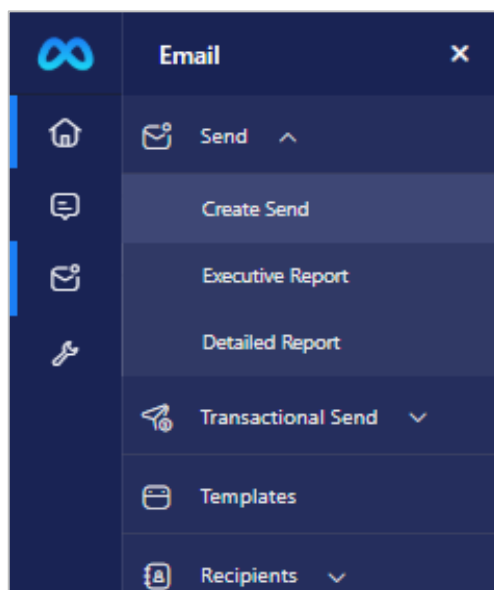 Email
Send
Create Send
Executive Report
Detailed Report
Transactional Send
Templates
Recipients